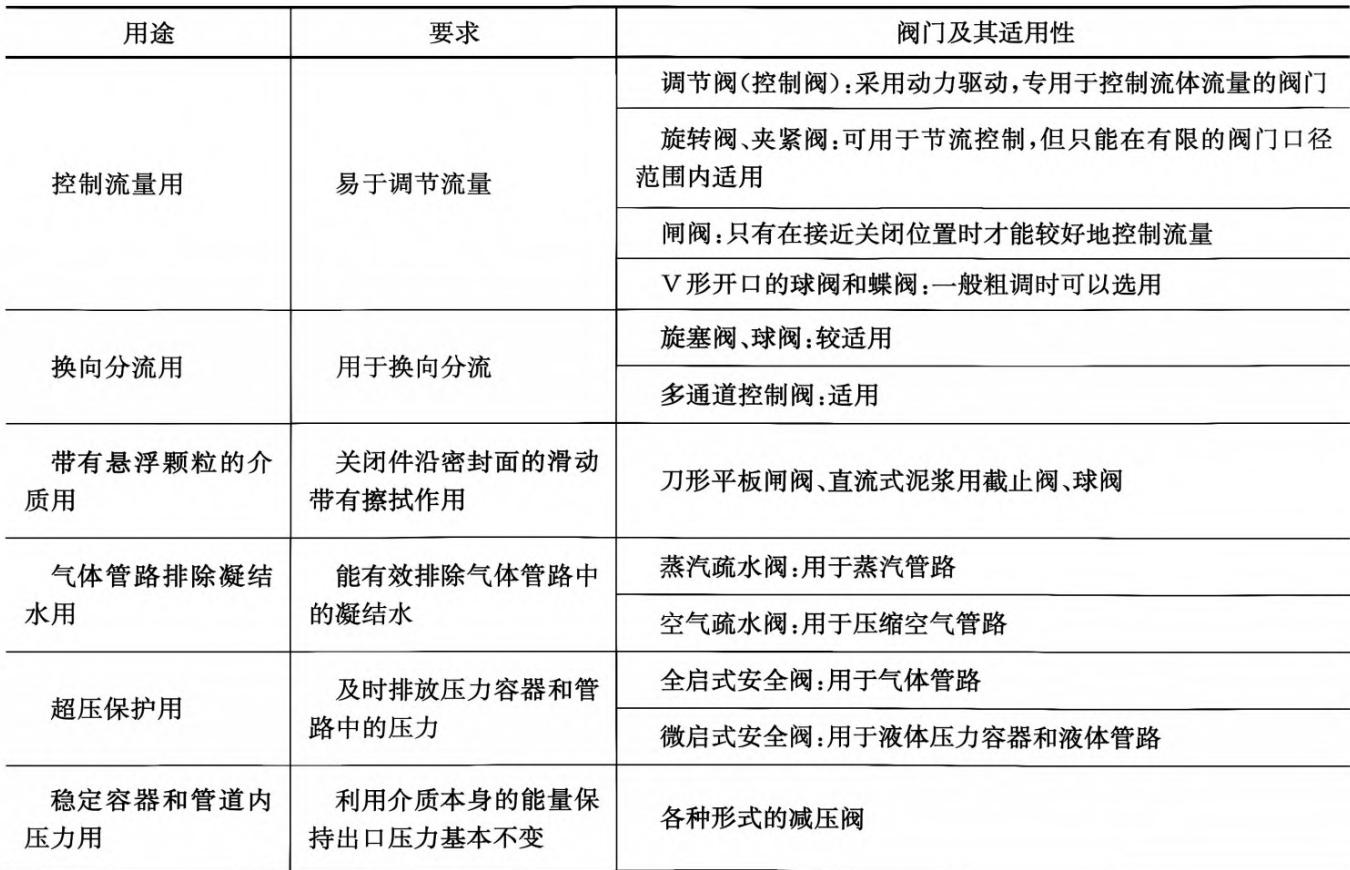 用途 要求 阀门及其适用性
控制流量用 易于调节流量
调节阀(控制阀):采用动力驱动,专用于控制流体流量的阀门
旋转阀、夹紧阀:可用于节流控制,但只能在有限的阀门口径
范围内适用
闸阀:只有在接近关闭位置时才能较好地控制流量
V形开口的球阀和蝶阀:一般粗调时可以选用
换向分流用 用于换向分流
旋塞阀、球阀:较适用
多通道控制阀:适用
带有悬浮颗粒的介
质用
关闭件沿密封面的滑动
带有擦拭作用
刀形平板闸阀、直流式泥浆用截止阀、球阀
气体管路排除凝结
水用
能有效排除气体管路中
的凝结水
蒸汽疏水阀:用于蒸汽管路
空气疏水阀:用于压缩空气管路
超压保护用
及时排放压力容器和管
路中的压力
全启式安全阀:用于气体管路
微启式安全阀:用于液体压力容器和液体管路
稳定容器和管道内
压力用
利用介质本身的能量保
持出口压力基本不变
各种形式的减压阀